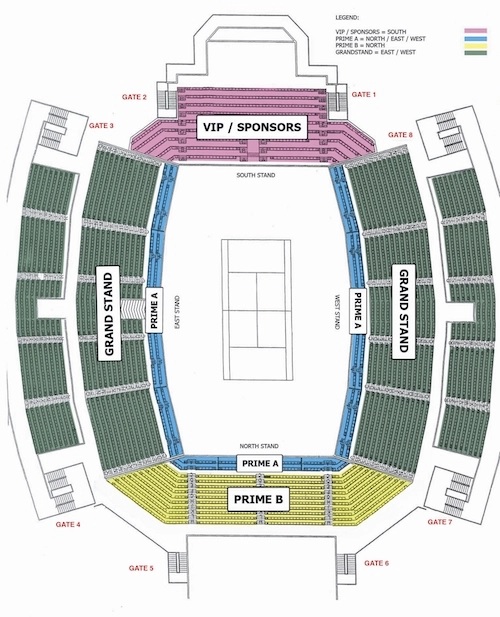 LEGEND:
VIP / SPONSORS = SOUTH
PRIME A = NORTH / EAST / WEST
PRIME B = NORTH
GRANDSTAND = EAST / WEST
GATE 2
GATE 1
GATE 3
VIP / SPONSORS
GATE 8
SOUTH STAND
GRAND STAND
PRIME A
EAST STAND
WEST STAND
PRIME A
GRAND STAND
NORTH STAND
PRIME A
PRIME B
GATE 4
GATE 7
GATE 5
GATE 6